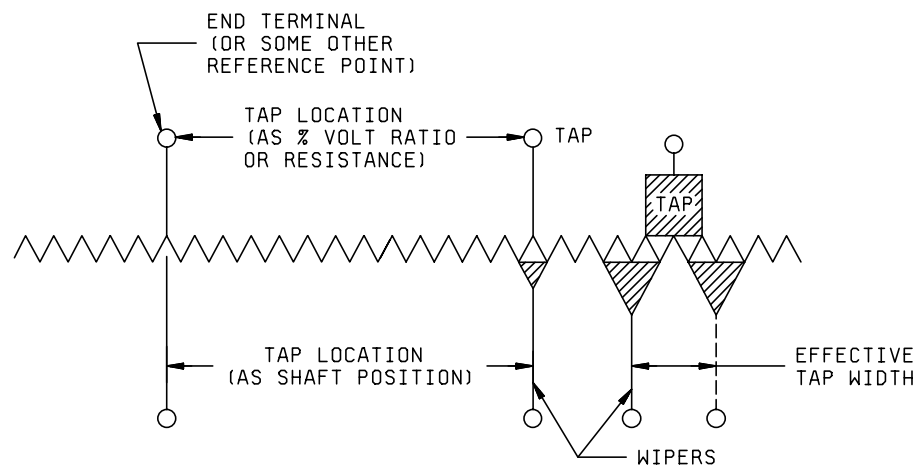 END TERMINAL
(OR SOME OTHER
REFERENCE POINT)
TAP LOCATION
(AS % VOLT RATIO
OR RESISTANCE)
TAP
TAP
TAP LOCATION
(AS SHAFT POSITION)
EFFECTIVE
TAP WIDTH
WIPERS